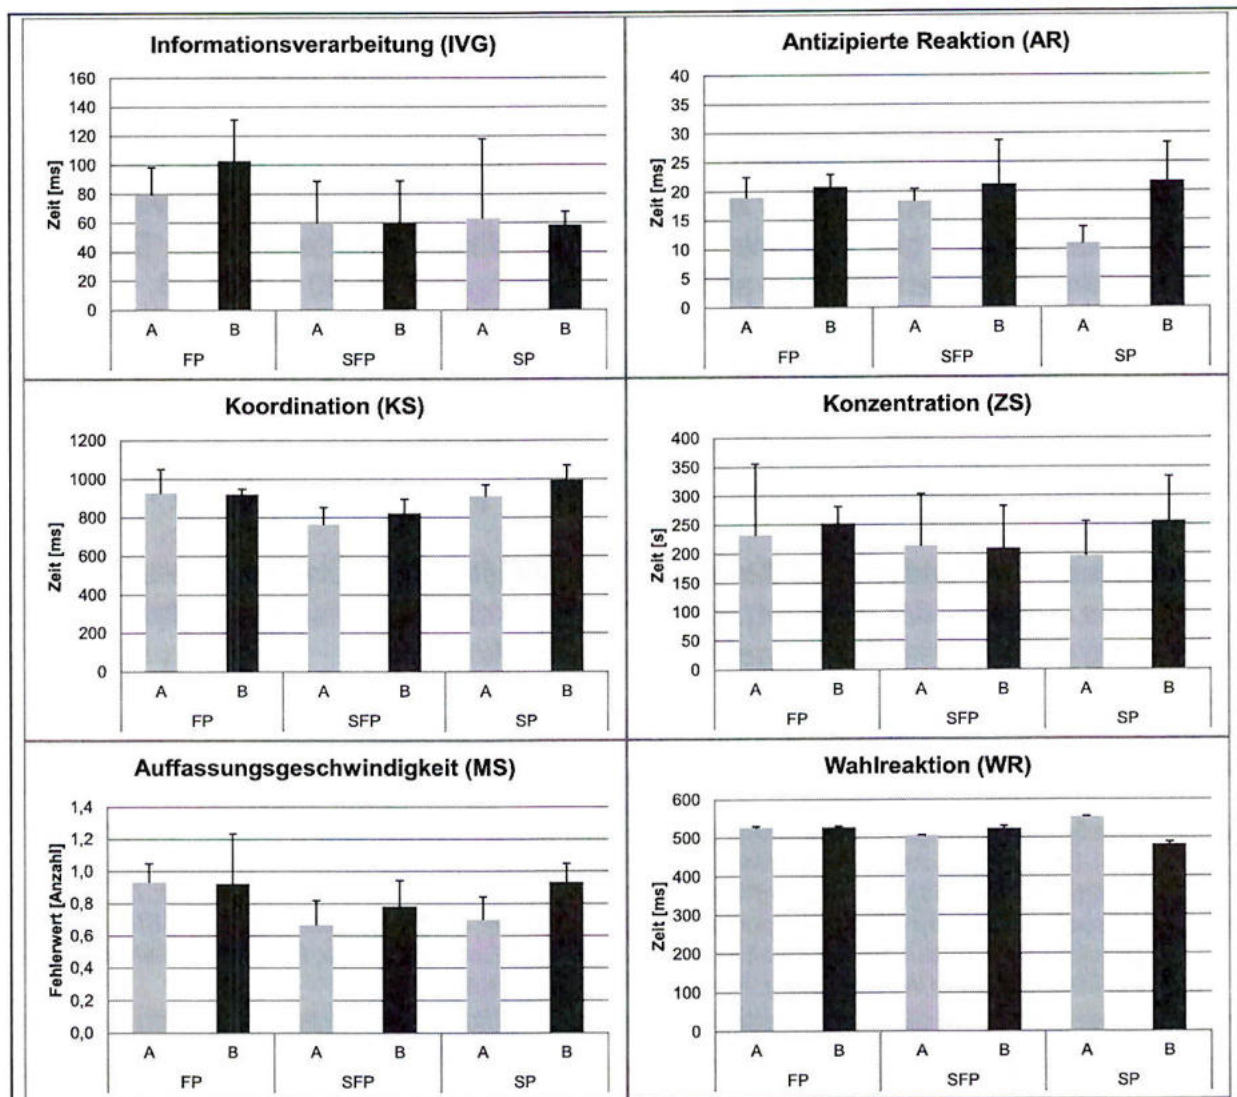 Informationsverarbeitung (IVG)
Zeit [ms]
160
140
120
100
80
60
40
20
0
A B A B A B
FP SFP SP
Antizipierte Reaktion (AR)
Zeit [ms]
40
35
30
25
20
15
10
5
0
A B A B A B
FP SFP SP
Koordination (KS)
Zeit [ms]
1200
1000
800
600
400
200
0
A B A B A B
FP SFP SP
Konzentration (ZS)
Zeit [s]
400
350
300
250
200
150
100
50
0
A B A B A B
FP SFP SP
Auffassungsgeschwindigkeit (MS)
Fehlerwert [Anzahl]
1,4
1,2
1,0
0,8
0,6
0,4
0,2
0,0
A B A B A B
FP SFP SP
Wahlreaktion (WR)
Zeit [ms]
600
500
400
300
200
100
0
A B A B A B
FP SFP SP